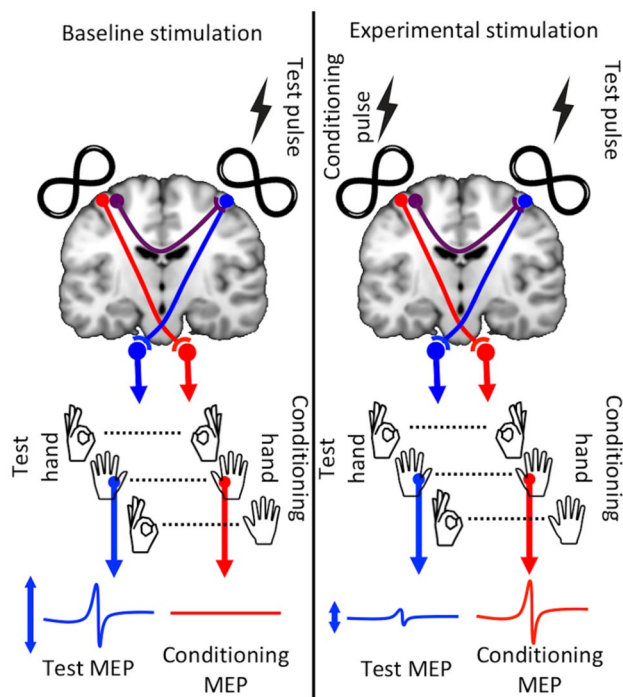 Baseline stimulation
Test pulse
Test
hand
Conditioning
hand
Test MEP
Conditioning
MEP
Experimental stimulation
Conditioning
pulse
Test pulse
Test
hand
Conditioning
hand
Test MEP
Conditioning
MEP